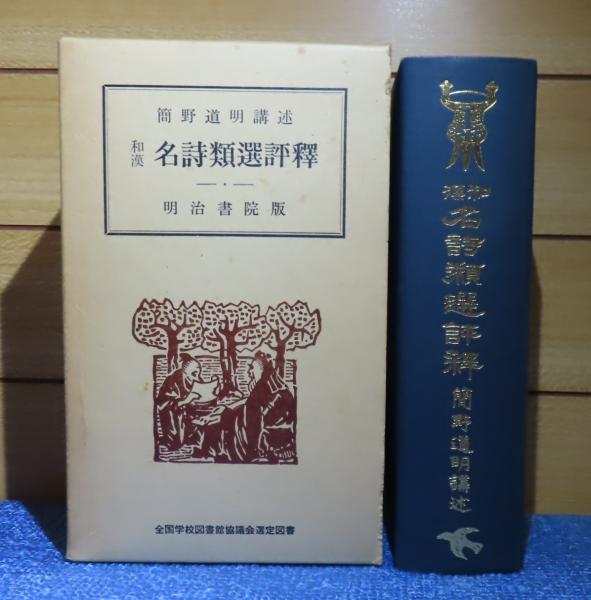 簡野道明講述
和漢 名詩類選評釋
明治書院版
全国学校図書館協議会選定図書
和漢 名詩類選評釋 簡野道明講述